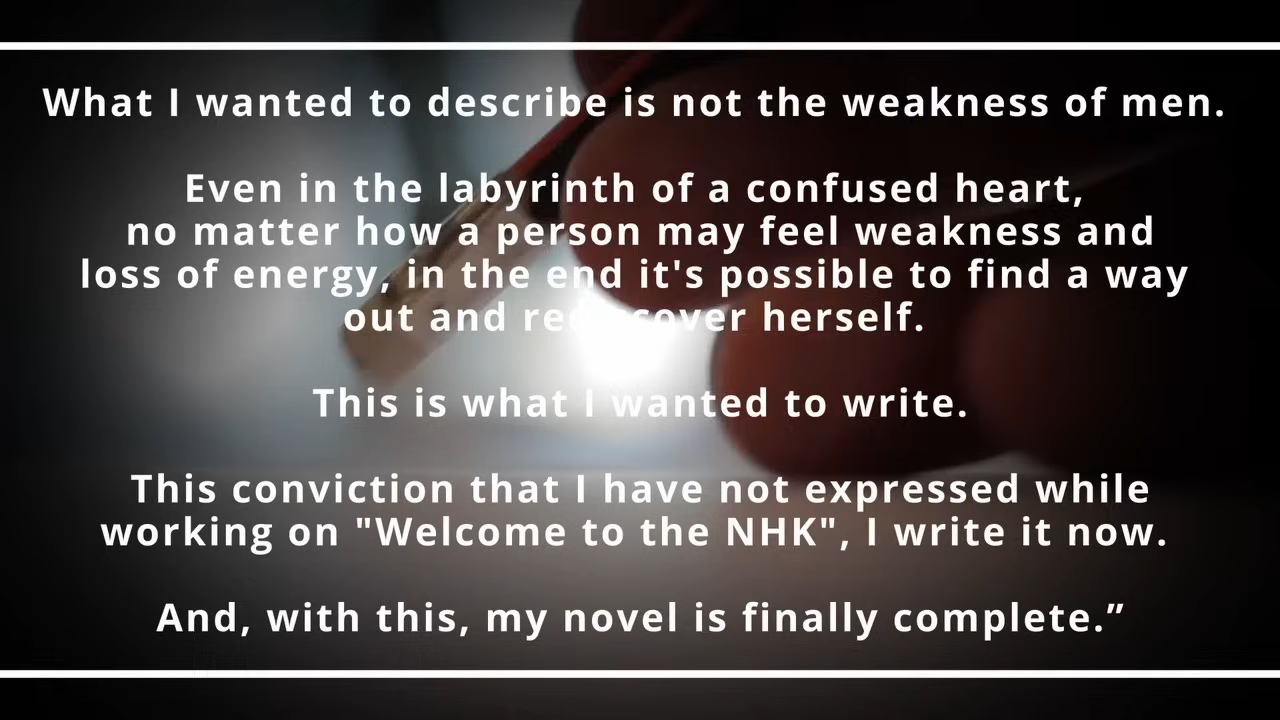 What I wanted to describe is not the weakness of men.
Even in the labyrinth of a confused heart,
no matter how a person may feel weakness and
loss of energy, in the end it's possible to find a way
out and rediscover herself.
This is what I wanted to write.
This conviction that I have not expressed while
working on "Welcome to the NHK", I write it now.
And, with this, my novel is finally complete.”